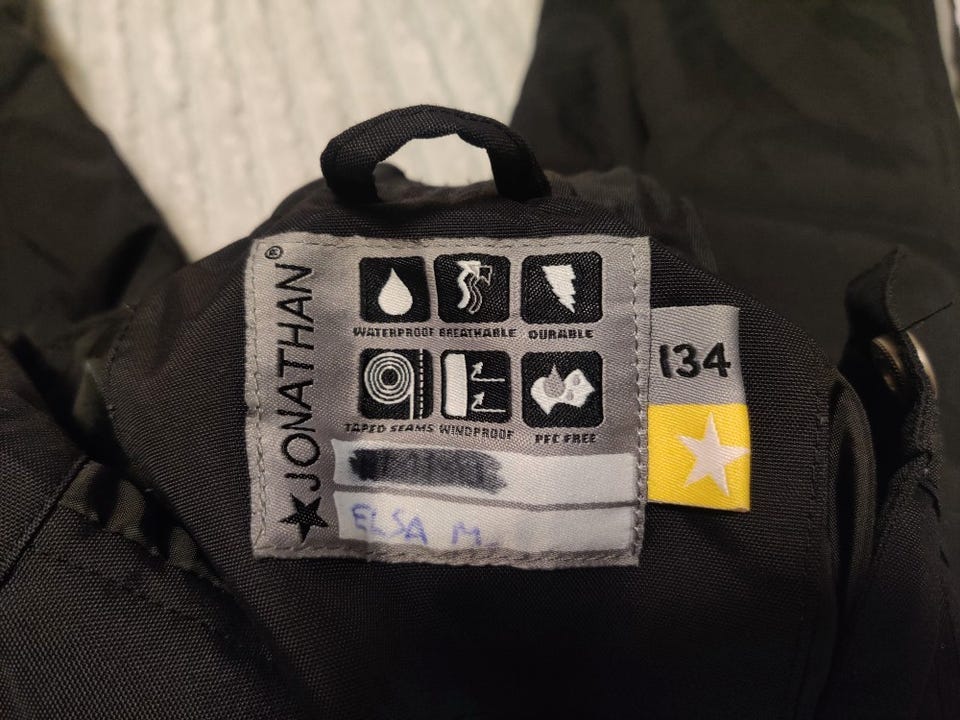 ★JONATHAN®
WATERPROOF BREATHABLE DURABLE
TAPED SEAMS WINDPROOF PFC FREE
ELSA M.
134